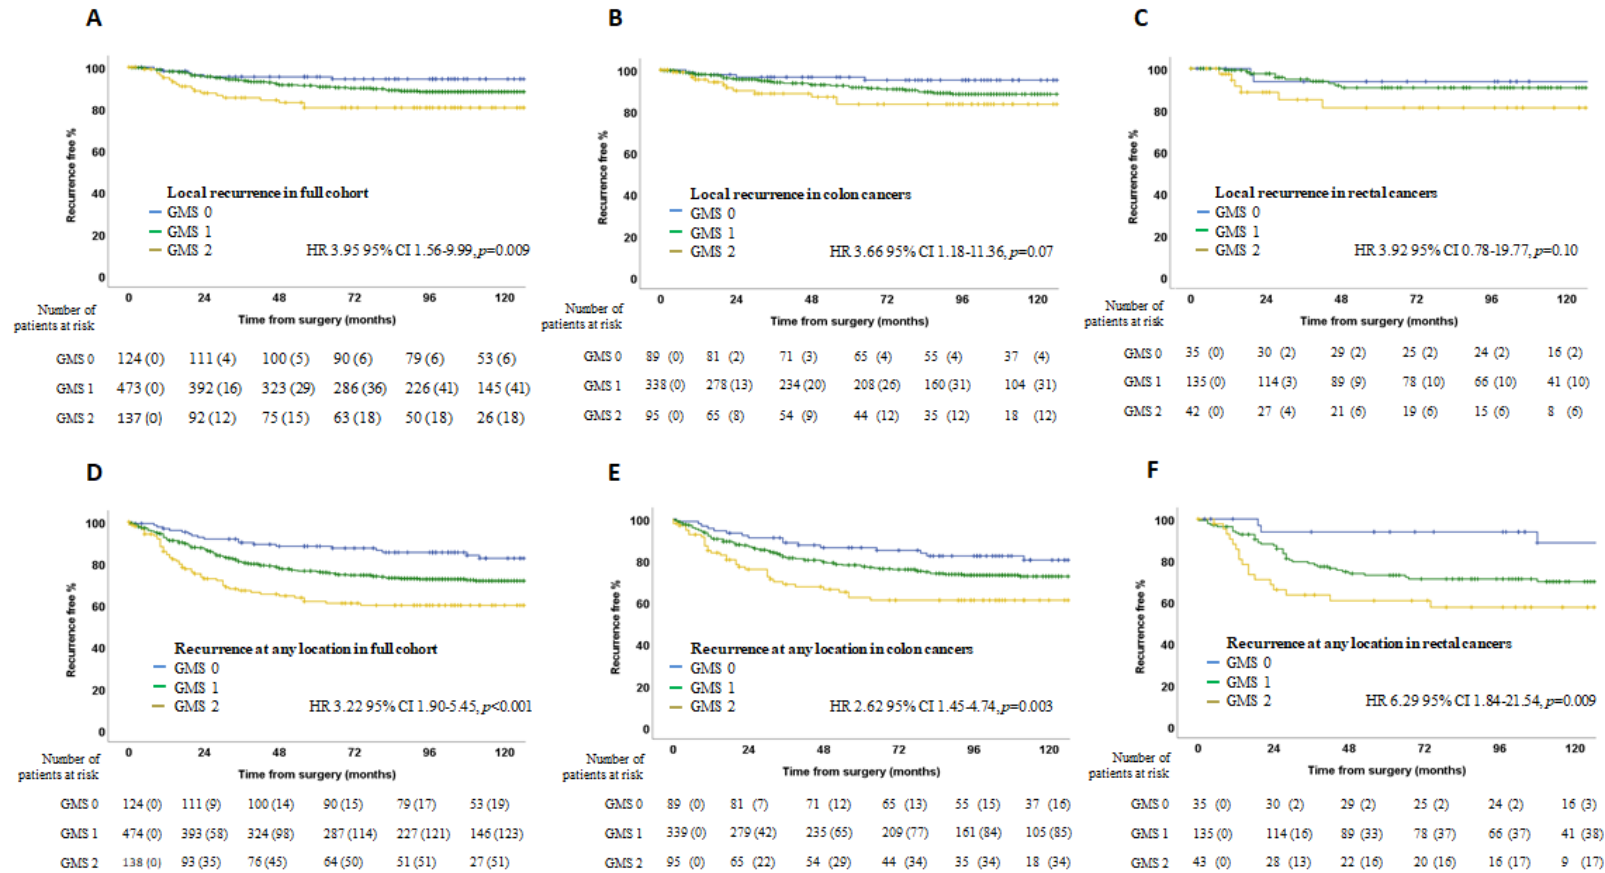 A
100
80
60
40
20
0
Recurrence free %
Local recurrence in full cohort
GMS 0
GMS 1
GMS 2
HR 3.95 95% CI 1.56-9.99, p=0.009
0 24 48 72 96 120
Time from surgery (months)
Number of
patients at risk
GMS 0 124 (0) 111 (4) 100 (5) 90 (6) 79 (6) 53 (6)
GMS 1 473 (0) 392 (16) 323 (29) 286 (36) 226 (41) 145 (41)
GMS 2 137 (0) 92 (12) 75 (15) 63 (18) 50 (18) 26 (18)
B
100
80
60
40
20
0
Recurrence free %
Local recurrence in colon cancers
GMS 0
GMS 1
GMS 2
HR 3.66 95% CI 1.18-11.36, p=0.07
0 24 48 72 96 120
Time from surgery (months)
Number of
patients at risk
GMS 0 89 (0) 81 (2) 71 (3) 65 (4) 55 (4) 37 (4)
GMS 1 338 (0) 278 (13) 234 (20) 208 (26) 160 (31) 104 (31)
GMS 2 95 (0) 65 (8) 54 (9) 44 (12) 35 (12) 18 (12)
C
100
80
60
40
20
0
Recurrence free %
Local recurrence in rectal cancers
GMS 0
GMS 1
GMS 2
HR 3.92 95% CI 0.78-19.77, p=0.10
0 24 48 72 96 120
Time from surgery (months)
Number of
patients at risk
GMS 0 35 (0) 30 (2) 29 (2) 25 (2) 24 (2) 16 (2)
GMS 1 135 (0) 114 (3) 89 (9) 78 (10) 66 (10) 41 (10)
GMS 2 42 (0) 27 (4) 21 (6) 19 (6) 15 (6) 8 (6)
D
100
80
60
40
20
0
Recurrence free %
Recurrence at any location in full cohort
GMS 0
GMS 1
GMS 2
HR 3.22 95% CI 1.90-5.45, p<0.001
0 24 48 72 96 120
Time from surgery (months)
Number of
patients at risk
GMS 0 124 (0) 111 (9) 100 (14) 90 (15) 79 (17) 53 (19)
GMS 1 474 (0) 393 (58) 324 (98) 287 (114) 227 (121) 146 (123)
GMS 2 138 (0) 93 (35) 76 (45) 64 (50) 51 (51) 27 (51)
E
100
80
60
40
20
0
Recurrence free %
Recurrence at any location in colon cancers
GMS 0
GMS 1
GMS 2
HR 2.62 95% CI 1.45-4.74, p=0.003
0 24 48 72 96 120
Time from surgery (months)
Number of
patients at risk
GMS 0 89 (0) 81 (7) 71 (12) 65 (13) 55 (15) 37 (16)
GMS 1 339 (0) 279 (42) 235 (65) 209 (77) 161 (84) 105 (85)
GMS 2 95 (0) 65 (22) 54 (29) 44 (34) 35 (34) 18 (34)
F
100
80
60
40
20
0
Recurrence free %
Recurrence at any location in rectal cancers
GMS 0
GMS 1
GMS 2
HR 6.29 95% CI 1.84-21.54, p=0.009
0 24 48 72 96 120
Time from surgery (months)
Number of
patients at risk
GMS 0 35 (0) 30 (2) 29 (2) 25 (2) 24 (2) 16 (3)
GMS 1 135 (0) 114 (16) 89 (33) 78 (37) 66 (37) 41 (38)
GMS 2 43 (0) 28 (13) 22 (16) 20 (16) 16 (17) 9 (17)